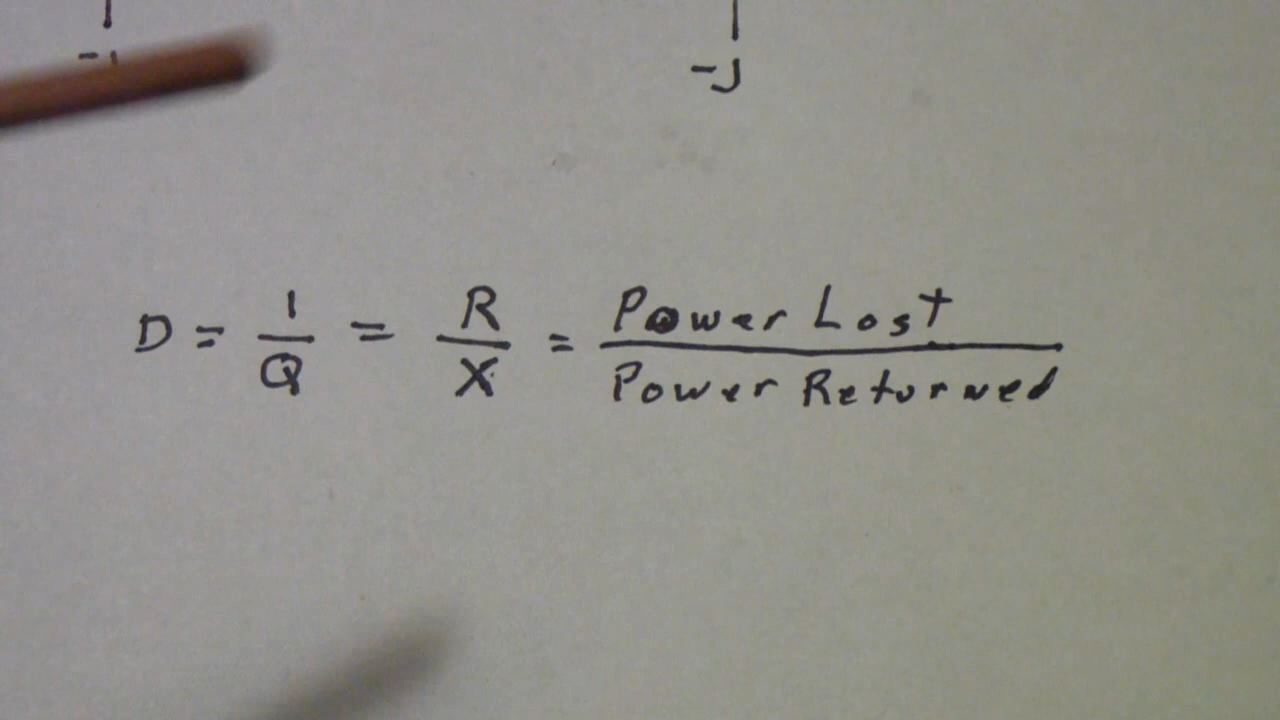 -J
D = 1/Q = R/X = Power Lost/Power Returned